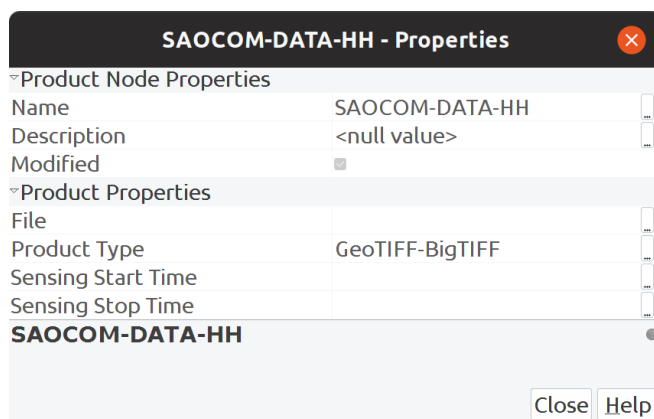 SAOCOM-DATA-HH - Properties
Product Node Properties
Name SAOCOM-DATA-HH ...
Description <null value> ...
Modified
Product Properties
File ...
Product Type GeoTIFF-BigTIFF ...
Sensing Start Time ...
Sensing Stop Time ...
SAOCOM-DATA-HH
Close Help